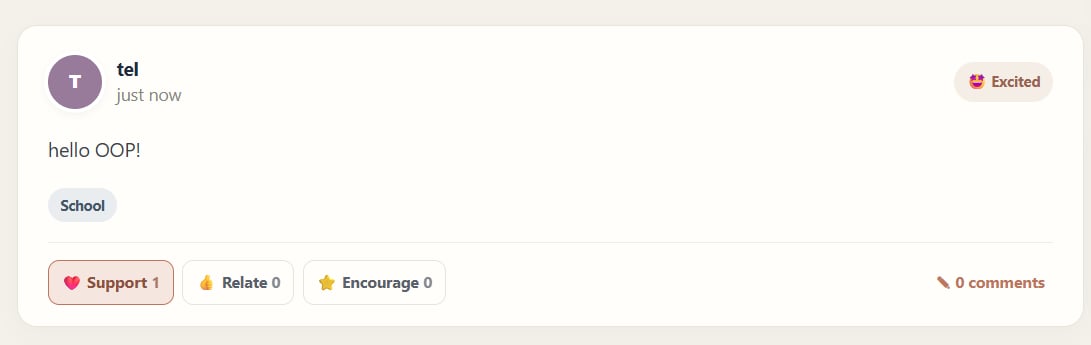 T
tel
just now
🤩 Excited
hello OOP!
School
❤️ Support 1
👍 Relate 0
⭐ Encourage 0
✏️ 0 comments